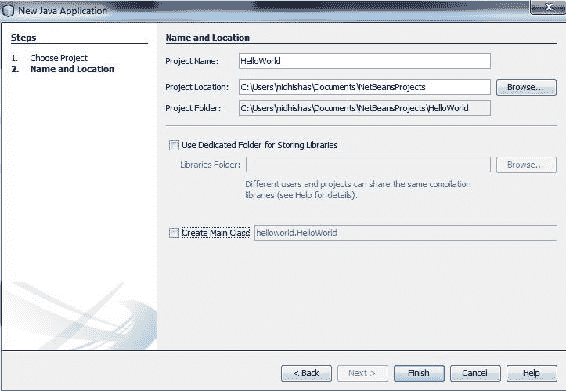 New Java Application
Steps
1. Choose Project
2. Name and Location
Name and Location
Project Name: HelloWorld
Project Location: C:\Users\nidhishas\Documents\NetBeansProjects Browse...
Project Folder: C:\Users\nidhishas\Documents\NetBeansProjects\HelloWorld
Use Dedicated Folder for Storing Libraries
Libraries Folder: Browse...
Different users and projects can share the same compilation
libraries (see Help for details).
Create Main Class helloworld.HelloWorld
< Back Next > Finish Cancel Help